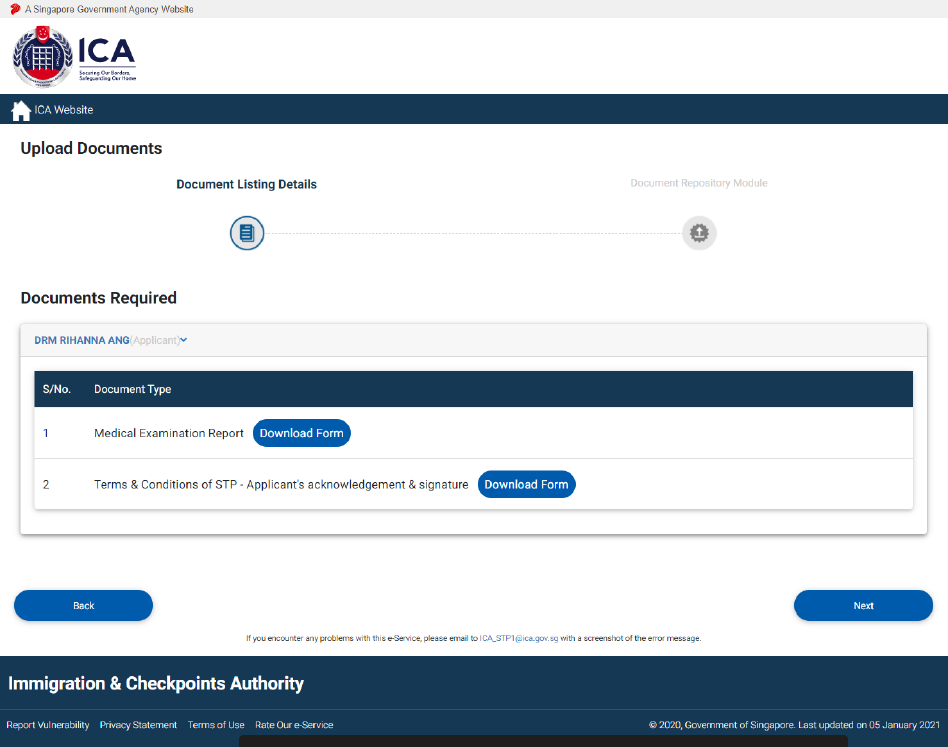 A Singapore Government Agency Website
ICA
Securing Our Borders,
Safeguarding Our Home
ICA Website
Upload Documents
Document Listing Details
Document Repository Module
Documents Required
DRM RIHANNA ANG(Applicant)
S/No. Document Type
1 Medical Examination Report Download Form
2 Terms & Conditions of STP - Applicant's acknowledgement & signature Download Form
Back Next
If you encounter any problems with this e-Service, please email to ICA_STP1@ica.gov.sg with a screenshot of the error message.
Immigration & Checkpoints Authority
Report Vulnerability Privacy Statement Terms of Use Rate Our e-Service © 2020, Government of Singapore. Last updated on 05 January 2021